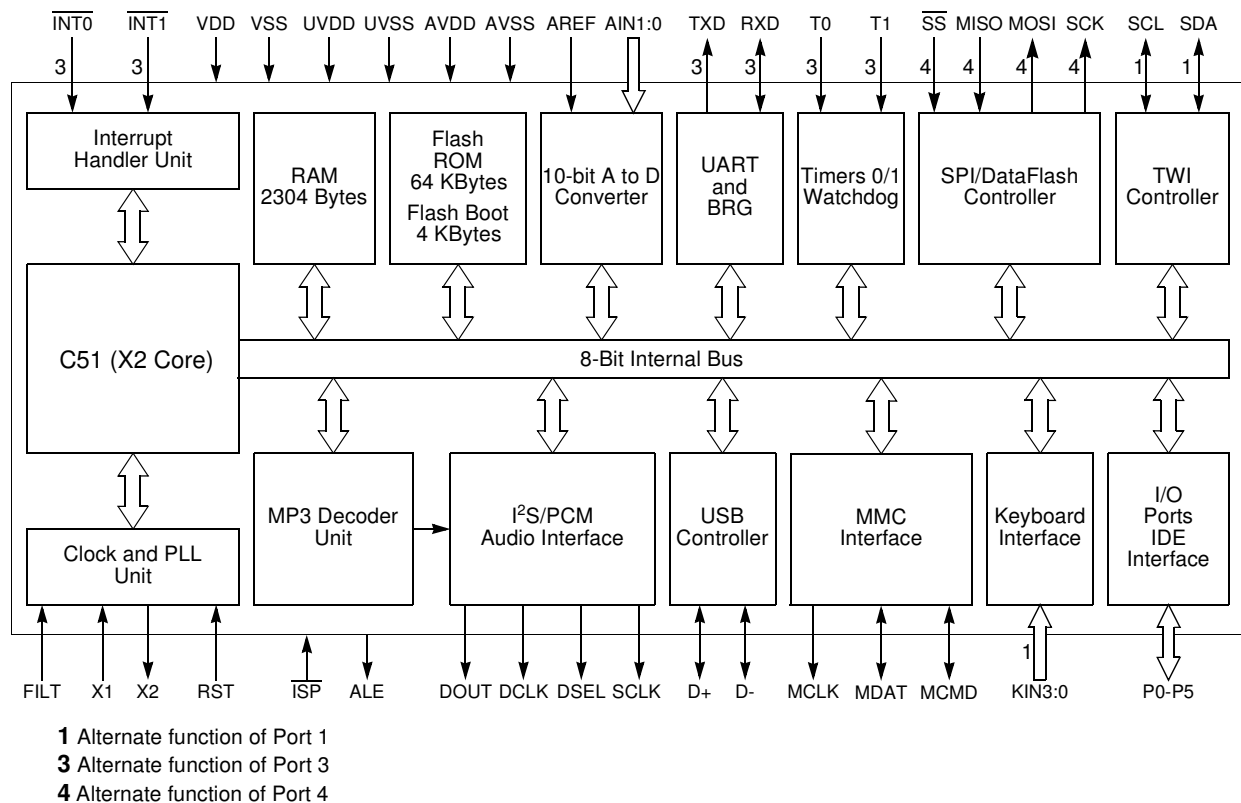 INT0 INT1 VDD VSS UVDD UVSS AVDD AVSS AREF AIN1:0 TXD RXD T0 T1 SS MISO MOSI SCK SCL SDA
3 3 3 3 3 3 4 4 4 4 1 1
Interrupt
Handler Unit
RAM
2304 Bytes
Flash
ROM
64 KBytes
Flash Boot
4 KBytes
10-bit A to D
Converter
UART
and
BRG
Timers 0/1
Watchdog
SPI/DataFlash
Controller
TWI
Controller
C51 (X2 Core)
8-Bit Internal Bus
MP3 Decoder
Unit
I²S/PCM
Audio Interface
USB
Controller
MMC
Interface
Keyboard
Interface
I/O
Ports
IDE
Interface
Clock and PLL
Unit
1
FILT X1 X2 RST ISP ALE DOUT DCLK DSEL SCLK D+ D- MCLK MDAT MCMD KIN3:0 P0-P5
1 Alternate function of Port 1
3 Alternate function of Port 3
4 Alternate function of Port 4